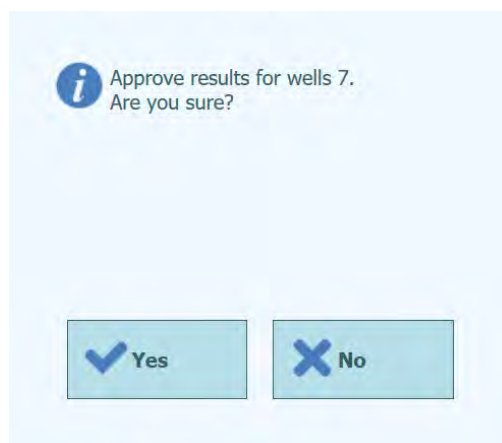 Approve results for wells 7.
Are you sure?
Yes
No